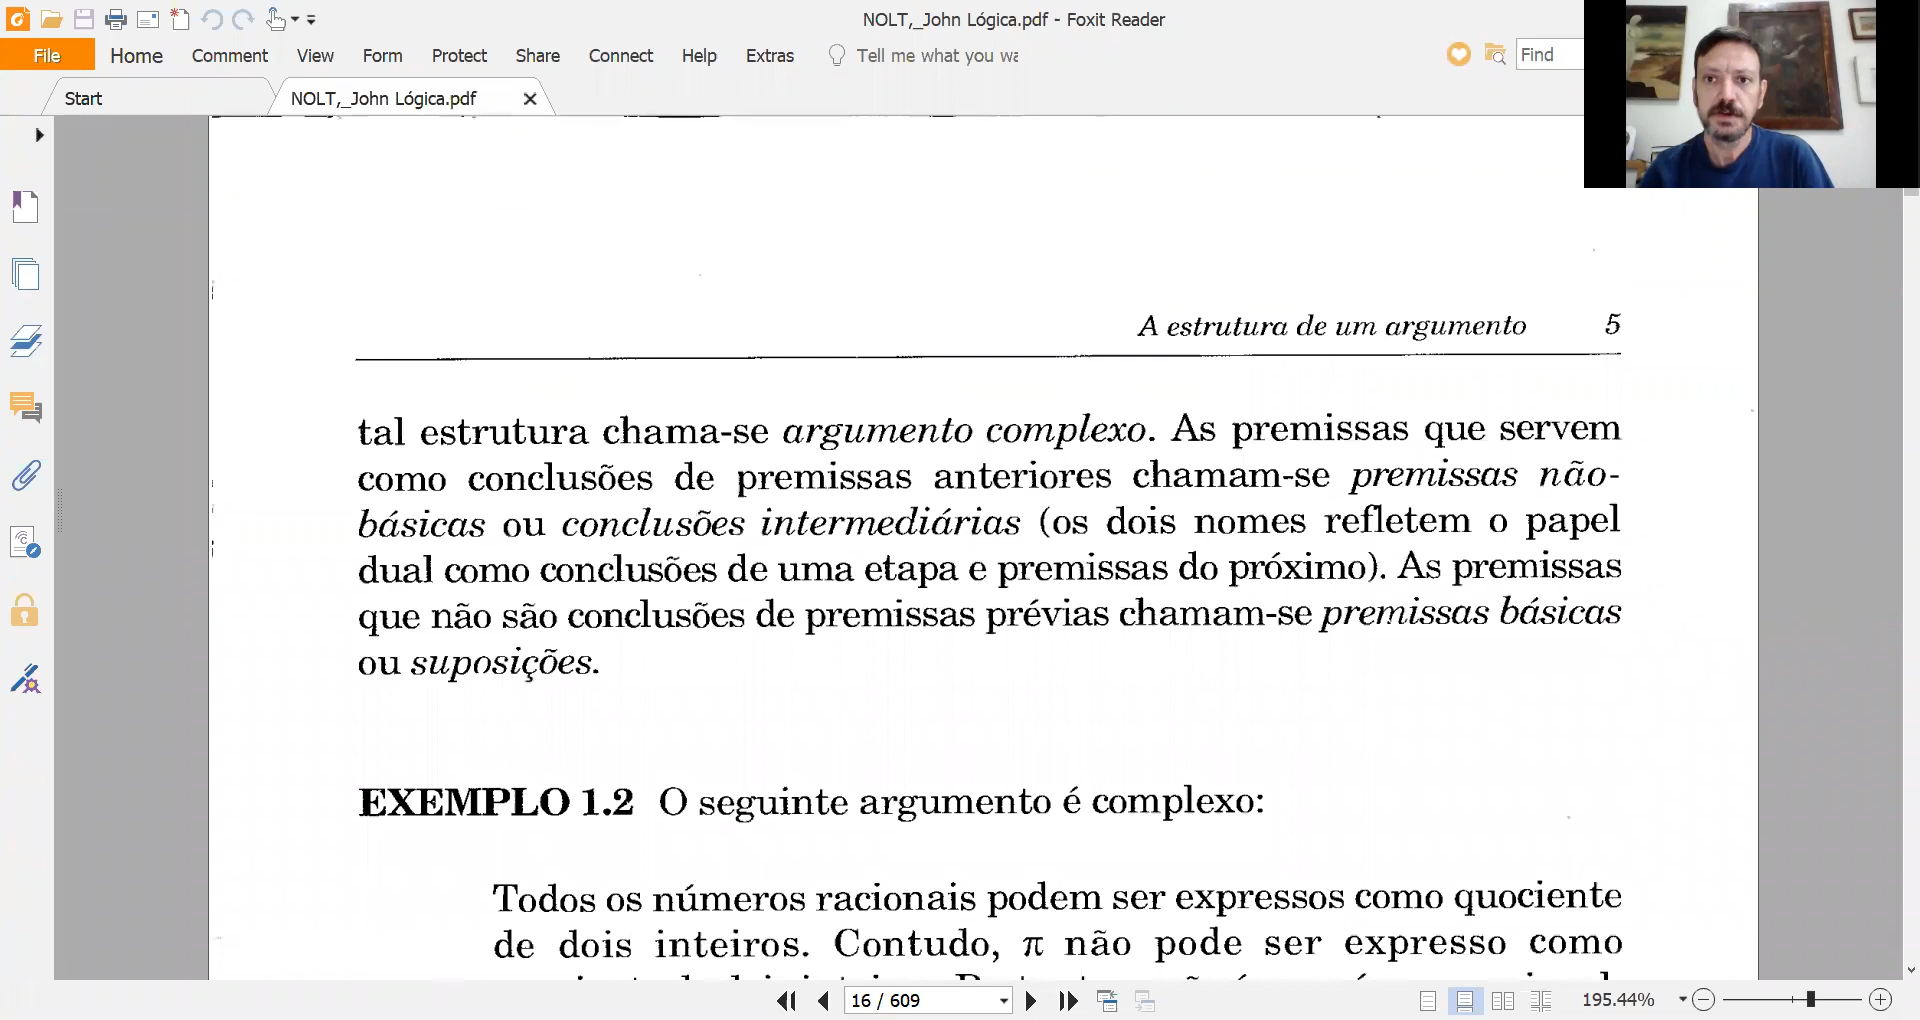 NOLT,_John Lógica.pdf - Foxit Reader
File Home Comment View Form Protect Share Connect Help Extras Tell me what you wa Find
Start NOLT,_John Lógica.pdf
A estrutura de um argumento 5
tal estrutura chama-se argumento complexo. As premissas que servem
como conclusões de premissas anteriores chamam-se premissas não-
básicas ou conclusões intermediárias (os dois nomes refletem o papel
dual como conclusões de uma etapa e premissas do próximo). As premissas
que não são conclusões de premissas prévias chamam-se premissas básicas
ou suposições.
EXEMPLO 1.2 O seguinte argumento é complexo:
Todos os números racionais podem ser expressos como quociente
de dois inteiros. Contudo, π não pode ser expresso como
16 / 609
195.44%